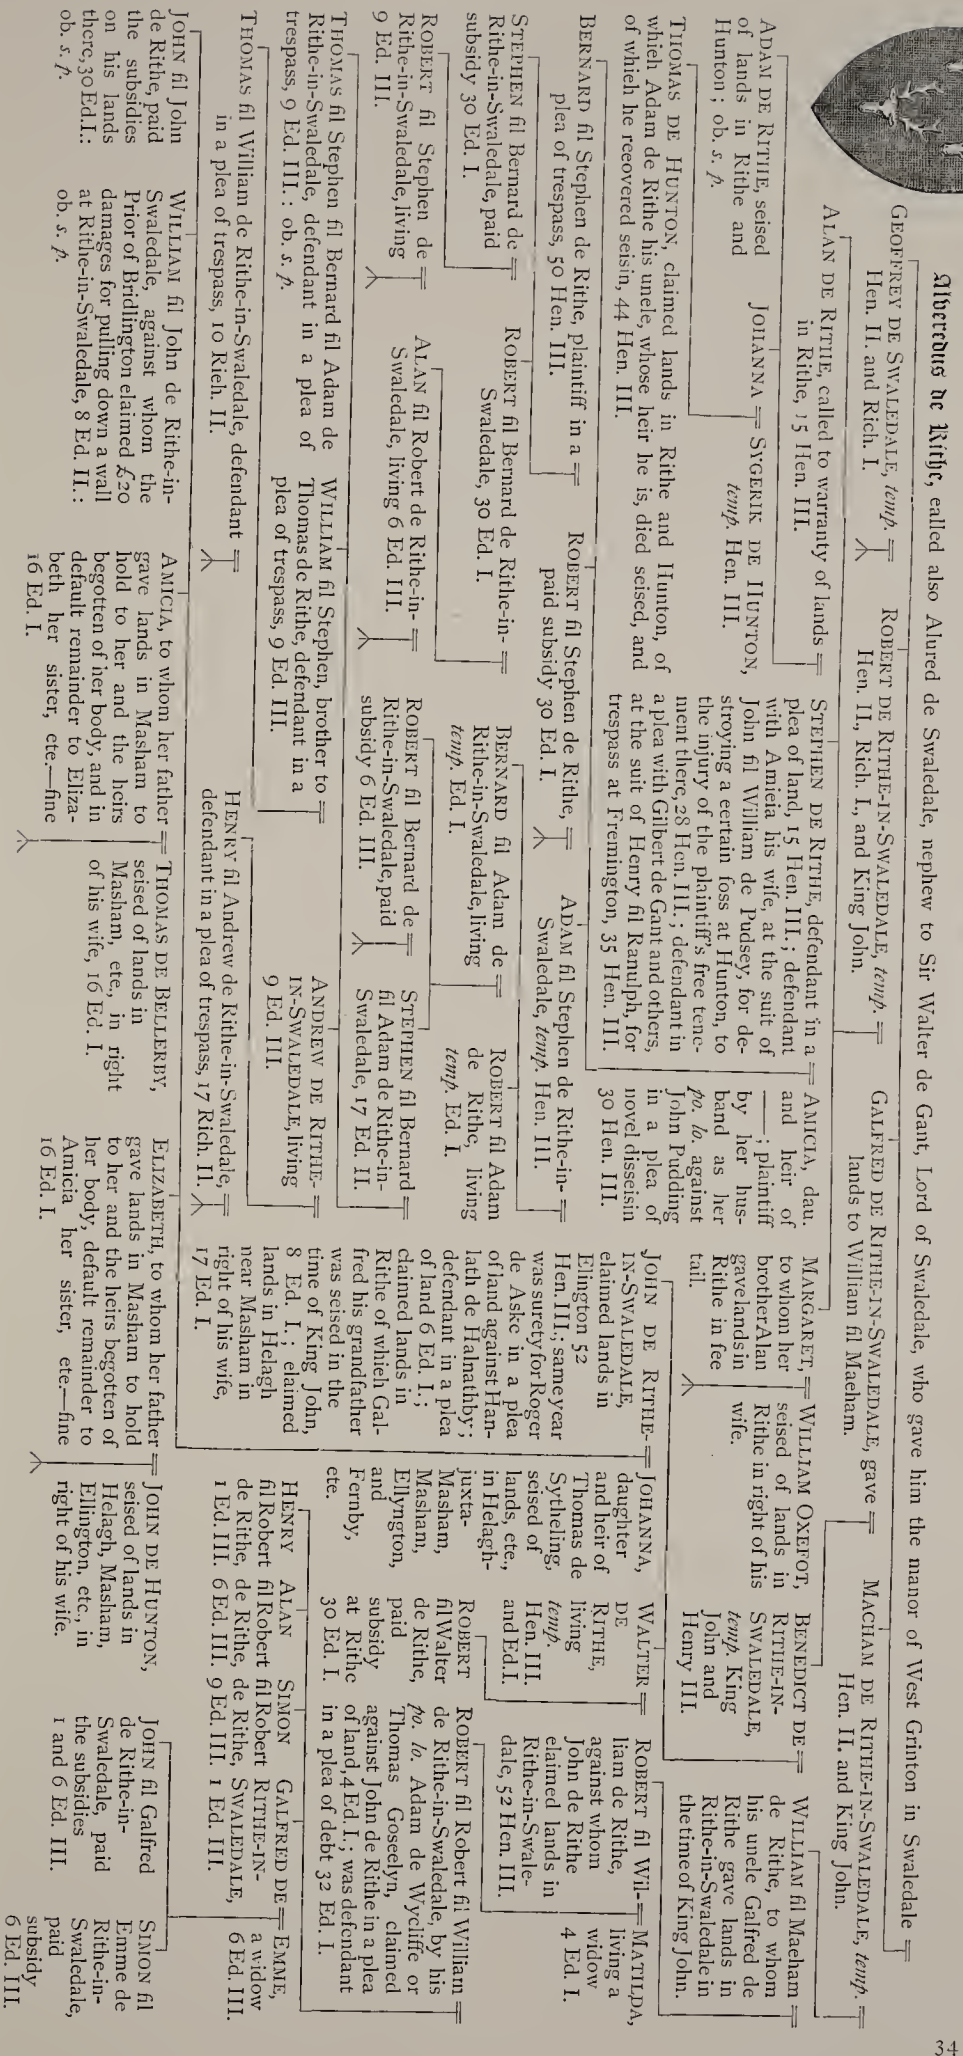 34
Alveredus de Rithe, called also Alured de Swaledale, nephew to Sir Walter de Gant, Lord of Swaledale, who gave him the manor of West Grinton in Swaledale
GEOFFREY DE SWALEDALE, temp.
Hen. II. and Rich. I.
ROBERT DE RITHE-IN-SWALEDALE, temp.
Hen. II., Rich. I., and King John.
GALFRED DE RITHE-IN-SWALEDALE, gave
lands to William fil Macham.
MACHAM DE RITHE-IN-SWALEDALE, temp.
Hen. II. and King John.
ALAN DE RITHE, called to warranty of lands
in Rithe, 15 Hen. III.
STEPHEN DE RITHE, defendant in a
plea of land, 15 Hen. III.; defendant
with Amicia his wife, at the suit of
John fil William de Pudsey, for de-
stroying a certain foss at Hunton, to
the injury of the plaintiff's free tene-
ment there, 28 Hen. III.; defendant in
a plea with Gilbert de Gant and others,
at the suit of Henry fil Ranulph, for
trespass at Fremington, 35 Hen. III.
AMICIA, dau.
and heir of
——; plaintiff
by her hus-
band as her
po. lo. against
John Pudding
in a plea of
novel disseisin
30 Hen. III.
MARGARET,
to whom her
brother Alan
gave lands in
Rithe in fee
tail.
WILLIAM OXEFOT,
seised of lands in
Rithe in right of his
wife.
BENEDICT DE
RITHE-IN-
SWALEDALE,
temp. King
John and
Henry III.
WILLIAM fil Macham
de Rithe, to whom
his uncle Galfred de
Rithe gave lands in
Rithe-in-Swaledale in
the time of King John.
ADAM DE RITHE, seised
of lands in Rithe and
Hunton; ob. s. p.
JOHANNA
SYGERIK DE HUNTON,
temp. Hen. III.
THOMAS DE HUNTON, claimed lands in Rithe and Hunton, of
which Adam de Rithe his uncle, whose heir he is, died seised, and
of which he recovered seisin, 44 Hen. III.
BERNARD fil Stephen de Rithe, plaintiff in a
plea of trespass, 50 Hen. III.
ROBERT fil Stephen de Rithe,
paid subsidy 30 Ed. I.
ADAM fil Stephen de Rithe-in-
Swaledale, temp. Hen. III.
JOHN DE RITHE-
IN-SWALEDALE,
claimed lands in
Elington 52
Hen. III.; same year
was surety for Roger
de Aske in a plea
of land against Han-
lath de Halnathby;
defendant in a plea
of land 6 Ed. I.;
claimed lands in
Rithe of which Gal-
fred his grandfather
was seised in the
time of King John,
8 Ed. I.; claimed
lands in Helagh
near Masham in
right of his wife,
17 Ed. I.
JOHANNA,
daughter
and heir of
Thomas de
Sytheling,
seised of
lands, etc.,
in Helagh-
juxta-
Masham,
Masham,
Ellyngton,
and
Fernby,
etc.
WALTER
DE
RITHE,
living
temp.
Hen. III.
and Ed. I.
ROBERT fil Wil-
liam de Rithe,
against whom
John de Rithe
claimed lands in
Rithe-in-Swale-
dale, 52 Hen. III.
MATILDA,
living a
widow
4 Ed. I.
STEPHEN fil Bernard de
Rithe-in-Swaledale, paid
subsidy 30 Ed. I.
ROBERT fil Bernard de Rithe-in-
Swaledale, 30 Ed. I.
BERNARD fil Adam de
Rithe-in-Swaledale, living
temp. Ed. I.
ROBERT fil Adam
de Rithe, living
temp. Ed. I.
ROBERT
fil Walter
de Rithe,
paid
subsidy
at Rithe
30 Ed. I.
ROBERT fil Robert fil William
de Rithe-in-Swaledale, by his
po. lo. Adam de Wycliffe or
Thomas Goscelyn, claimed
against John de Rithe in a plea
of land, 4 Ed. I.; was defendant
in a plea of debt 32 Ed. I.
ROBERT fil Stephen de
Rithe-in-Swaledale, living
9 Ed. III.
ALAN fil Robert de Rithe-in-
Swaledale, living 6 Ed. III.
ROBERT fil Bernard de
Rithe-in-Swaledale, paid
subsidy 6 Ed. III.
STEPHEN fil Bernard
fil Adam de Rithe-in-
Swaledale, 17 Ed. II.
THOMAS fil Stephen fil Bernard fil Adam de
Rithe-in-Swaledale, defendant in a plea of
trespass, 9 Ed. III.: ob. s. p.
WILLIAM fil Stephen, brother to
Thomas de Rithe, defendant in a
plea of trespass, 9 Ed. III.
ANDREW DE RITHE-
IN-SWALEDALE, living
9 Ed. III.
HENRY
fil Robert
de Rithe,
1 Ed. III.
ALAN
fil Robert
de Rithe,
6 Ed. III.
SIMON
fil Robert
de Rithe,
9 Ed. III.
GALFRED DE
RITHE-IN-
SWALEDALE,
1 Ed. III.
EMME,
a widow
6 Ed. III.
THOMAS fil William de Rithe-in-Swaledale, defendant
in a plea of trespass, 10 Rich. II.
HENRY fil Andrew de Rithe-in-Swaledale,
defendant in a plea of trespass, 17 Rich. II.
JOHN fil John
de Rithe, paid
the subsidies
on his lands
there, 30 Ed. I.:
ob. s. p.
WILLIAM fil John de Rithe-in-
Swaledale, against whom the
Prior of Bridlington claimed £20
damages for pulling down a wall
at Rithe-in-Swaledale, 8 Ed. II.:
ob. s. p.
AMICIA, to whom her father
gave lands in Masham to
hold to her and the heirs
begotten of her body, and in
default remainder to Eliza-
beth her sister, etc.—fine
16 Ed. I.
THOMAS DE BELLERBY,
seised of lands in
Masham, etc., in right
of his wife, 16 Ed. I.
ELIZABETH, to whom her father
gave lands in Masham to hold
to her and the heirs begotten of
her body, default remainder to
Amicia her sister, etc.—fine
16 Ed. I.
JOHN DE HUNTON,
seised of lands in
Helagh, Masham,
Ellington, etc., in
right of his wife.
JOHN fil Galfred
de Rithe-in-
Swaledale, paid
the subsidies
1 and 6 Ed. III.
SIMON fil
Emme de
Rithe-in-
Swaledale,
paid
subsidy
6 Ed. III.